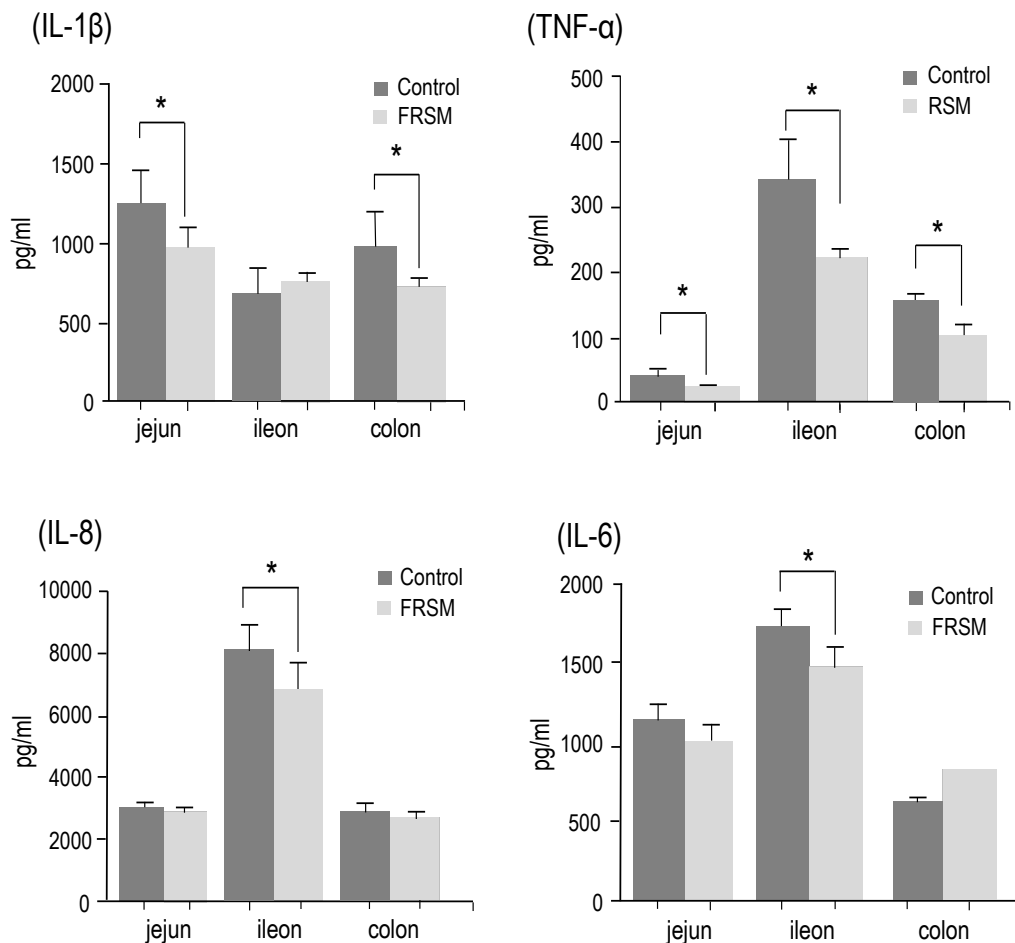 (IL-1β)
pg/ml
2000
1500
1000
500
0
* *
Control
FRSM
jejun ileon colon
(TNF-α)
pg/ml
500
400
300
200
100
0
* * *
Control
RSM
jejun ileon colon
(IL-8)
pg/ml
10000
8000
6000
4000
2000
0
*
Control
FRSM
jejun ileon colon
(IL-6)
pg/ml
2000
1500
1000
500
0
*
Control
FRSM
jejun ileon colon